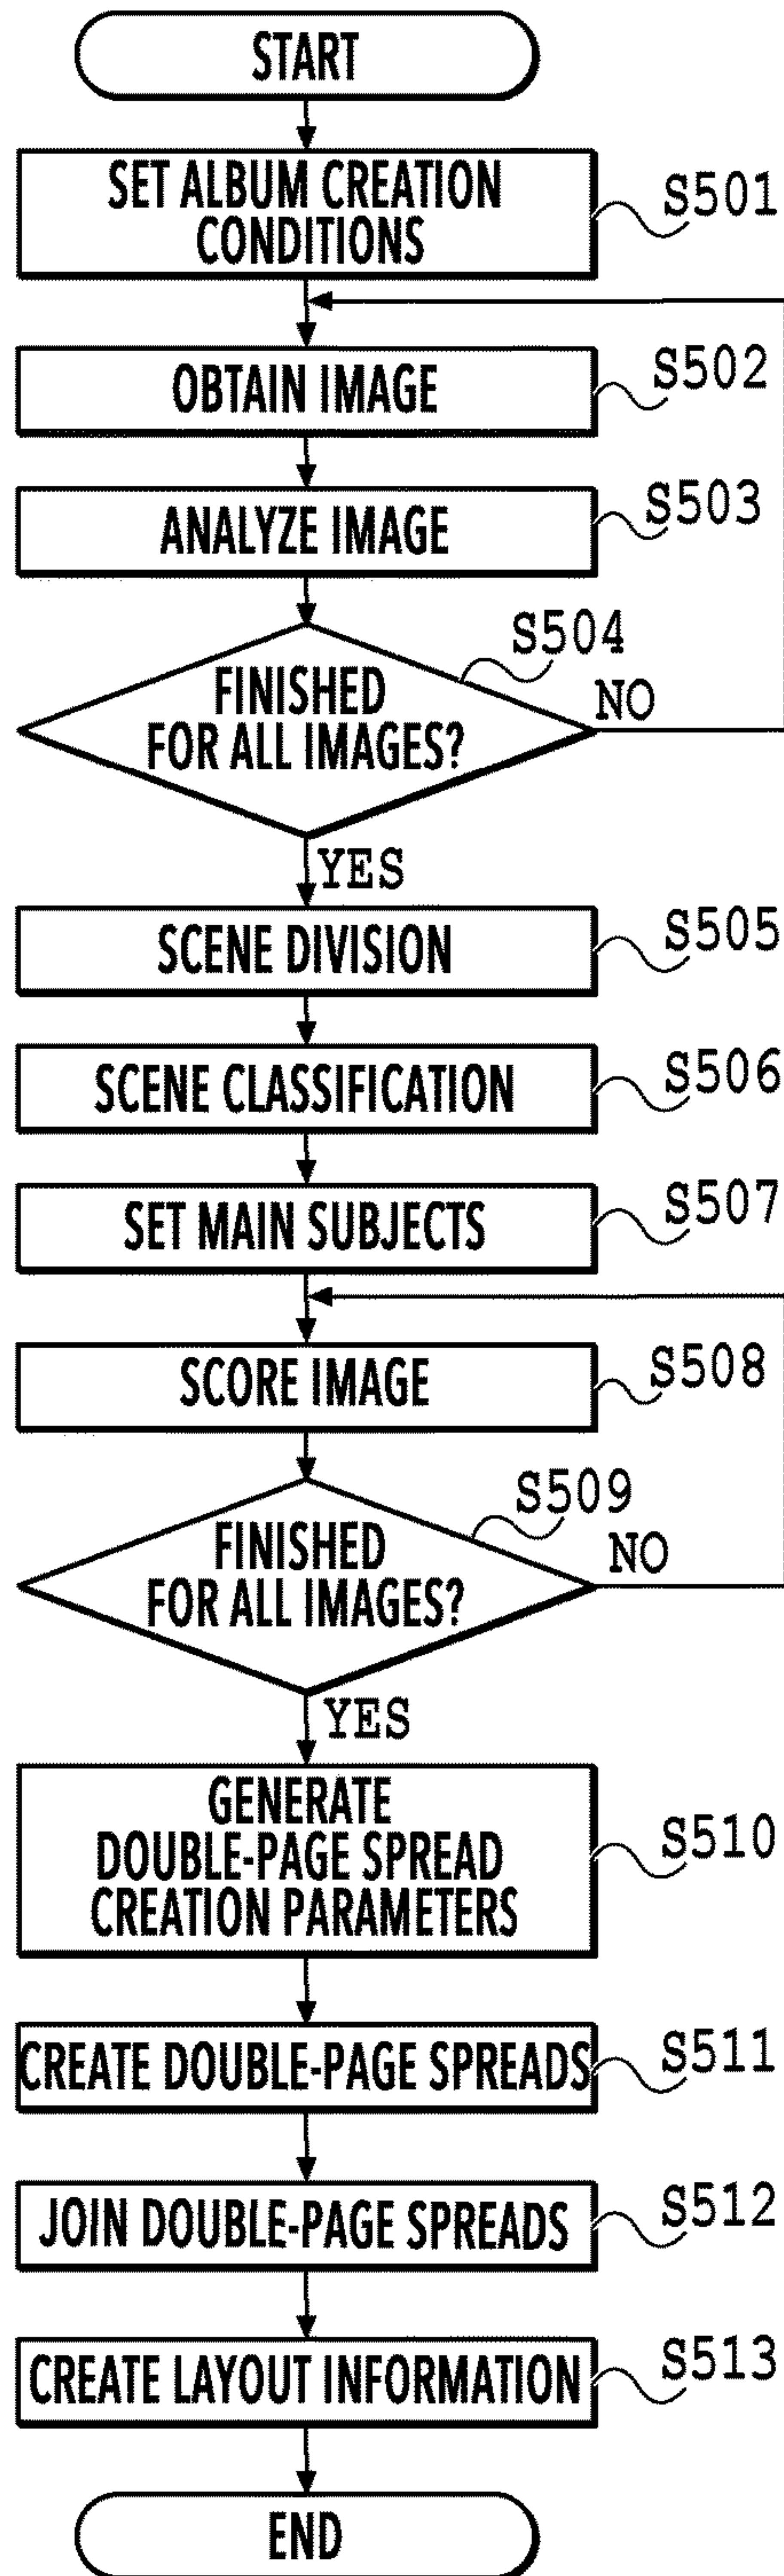 START
SET ALBUM CREATION
CONDITIONS
S501
OBTAIN IMAGE
S502
ANALYZE IMAGE
S503
S504
FINISHED
FOR ALL IMAGES?
NO
YES
SCENE DIVISION
S505
SCENE CLASSIFICATION
S506
SET MAIN SUBJECTS
S507
SCORE IMAGE
S508
S509
FINISHED
FOR ALL IMAGES?
NO
YES
GENERATE
DOUBLE-PAGE SPREAD
CREATION PARAMETERS
S510
CREATE DOUBLE-PAGE SPREADS
S511
JOIN DOUBLE-PAGE SPREADS
S512
CREATE LAYOUT INFORMATION
S513
END